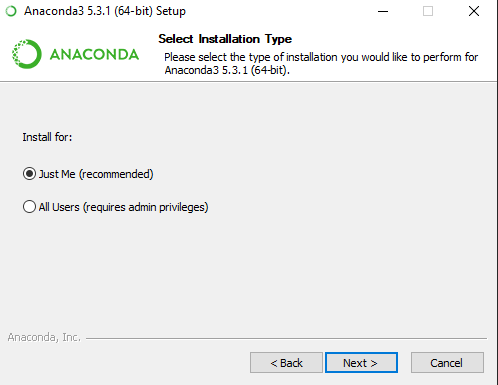 Anaconda3 5.3.1 (64-bit) Setup
ANACONDA
Select Installation Type
Please select the type of installation you would like to perform for
Anaconda3 5.3.1 (64-bit).
Install for:
Just Me (recommended)
All Users (requires admin privileges)
Anaconda, Inc.
< Back Next > Cancel